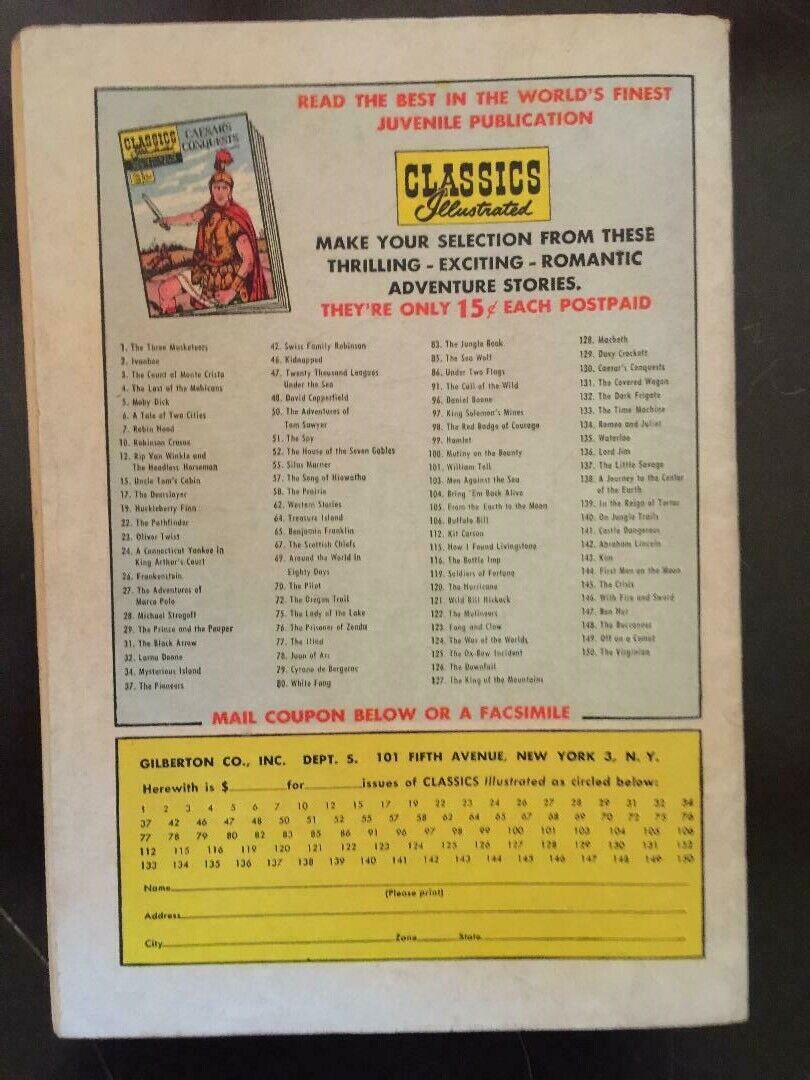 READ THE BEST IN THE WORLD'S FINEST
JUVENILE PUBLICATION
CLASSICS
Illustrated
CAESAR'S
CONQUESTS
CLASSICS
Illustrated
MAKE YOUR SELECTION FROM THESE
THRILLING - EXCITING - ROMANTIC
ADVENTURE STORIES.
THEY'RE ONLY 15¢ EACH POSTPAID
1. The Three Musketeers
2. Ivanhoe
3. The Count of Monte Cristo
4. The Last of the Mohicans
5. Moby Dick
6. A Tale of Two Cities
7. Robin Hood
10. Robinson Crusoe
12. Rip Van Winkle and
The Headless Horseman
15. Uncle Tom's Cabin
17. The Deerslayer
19. Huckleberry Finn
22. The Pathfinder
23. Oliver Twist
24. A Connecticut Yankee in
King Arthur's Court
26. Frankenstein
27. The Adventures of
Marco Polo
28. Michael Strogoff
29. The Prince and the Pauper
31. The Black Arrow
32. Lorna Doone
34. Mysterious Island
37. The Pioneers
42. Swiss Family Robinson
46. Kidnapped
47. Twenty Thousand Leagues
Under the Sea
48. David Copperfield
50. The Adventures of
Tom Sawyer
51. The Spy
52. The House of the Seven Gables
55. Silas Marner
57. The Song of Hiawatha
58. The Prairie
62. Western Stories
64. Treasure Island
65. Benjamin Franklin
67. The Scottish Chiefs
69. Around the World in
Eighty Days
70. The Pilot
72. The Oregon Trail
75. The Lady of the Lake
76. The Prisoner of Zenda
77. The Iliad
78. Joan of Arc
79. Cyrano de Bergerac
80. White Fang
83. The Jungle Book
85. The Sea Wolf
86. Under Two Flags
91. The Call of the Wild
96. Daniel Boone
97. King Solomon's Mines
98. The Red Badge of Courage
99. Hamlet
100. Mutiny on the Bounty
101. William Tell
103. Men Against the Sea
104. Bring 'Em Back Alive
105. From the Earth to the Moon
106. Buffalo Bill
112. Kit Carson
115. How I Found Livingstone
116. The Bottle Imp
119. Soldiers of Fortune
120. The Hurricane
121. Wild Bill Hickock
122. The Mutineers
123. Fang and Claw
124. The War of the Worlds
125. The Ox-Bow Incident
126. The Downfall
127. The King of the Mountains
128. Macbeth
129. Davy Crockett
130. Caesar's Conquests
131. The Covered Wagon
132. The Dark Frigate
133. The Time Machine
134. Romeo and Juliet
135. Waterloo
136. Lord Jim
137. The Little Savage
138. A Journey to the Center
of the Earth
139. In the Reign of Terror
140. On Jungle Trails
141. Castle Dangerous
142. Abraham Lincoln
143. Kim
144. First Men on the Moon
145. The Crisis
146. With Fire and Sword
147. Ben Hur
148. The Buccaneer
149. Off on a Comet
150. The Virginian
MAIL COUPON BELOW OR A FACSIMILE
GILBERTON CO., INC. DEPT. S. 101 FIFTH AVENUE, NEW YORK 3, N. Y.
Herewith is $ for issues of CLASSICS Illustrated as circled below:
1 2 3 4 5 6 7 10 12 15 17 19 22 23 24 26 27 28 29 31 32 34
37 42 46 47 48 50 51 52 55 57 58 62 64 65 67 68 69 70 72 75 76
77 78 79 80 82 83 85 86 91 96 97 98 99 100 101 103 104 105 106
112 115 116 119 120 121 122 123 124 125 126 127 128 129 130 131 132
133 134 135 136 137 138 139 140 141 142 143 144 145 146 147 148 149 150
Name
(Please print)
Address
City Zone State